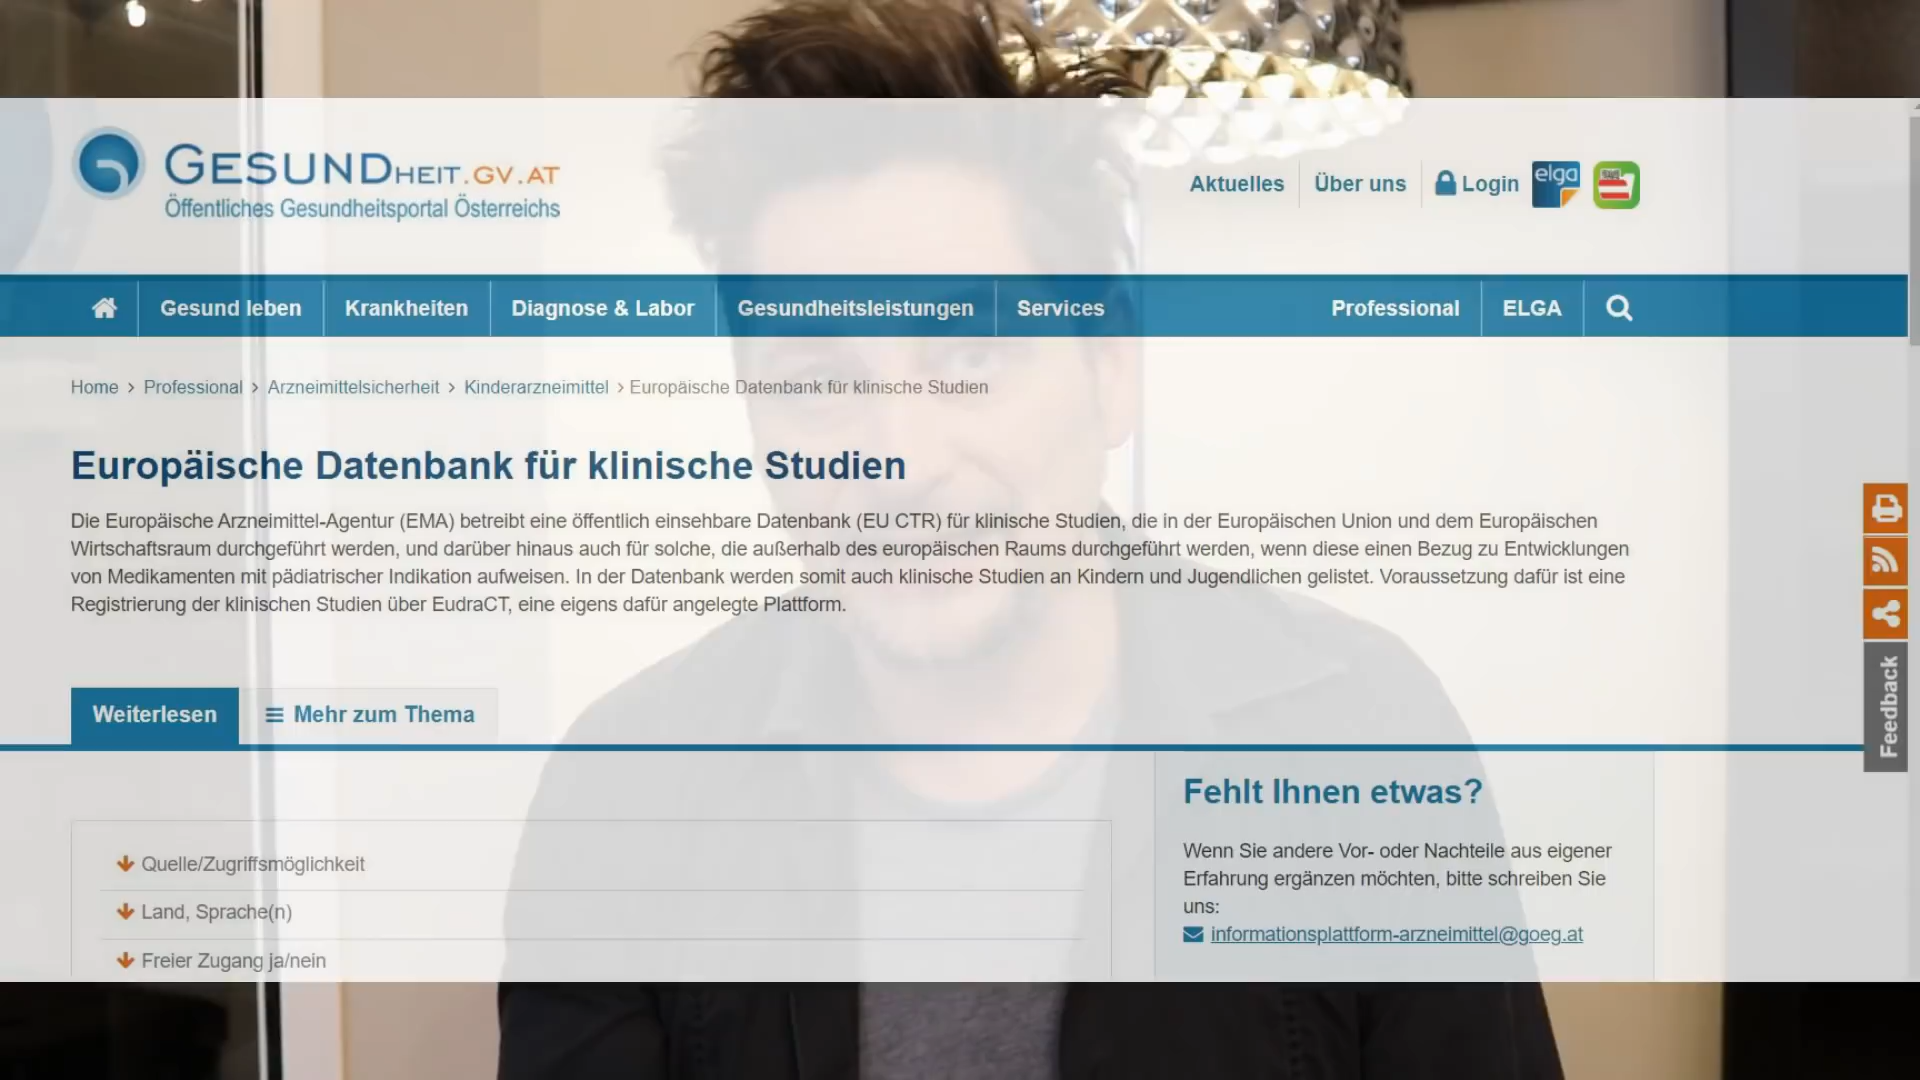 GESUNDHEIT.GV.AT
Öffentliches Gesundheitsportal Österreichs
Aktuelles
Über uns
Login
elga
Gesund leben
Krankheiten
Diagnose & Labor
Gesundheitsleistungen
Services
Professional
ELGA
Home > Professional > Arzneimittelsicherheit > Kinderarzneimittel > Europäische Datenbank für klinische Studien
Europäische Datenbank für klinische Studien
Die Europäische Arzneimittel-Agentur (EMA) betreibt eine öffentlich einsehbare Datenbank (EU CTR) für klinische Studien, die in der Europäischen Union und dem Europäischen
Wirtschaftsraum durchgeführt werden, und darüber hinaus auch für solche, die außerhalb des europäischen Raums durchgeführt werden, wenn diese einen Bezug zu Entwicklungen
von Medikamenten mit pädiatrischer Indikation aufweisen. In der Datenbank werden somit auch klinische Studien an Kindern und Jugendlichen gelistet. Voraussetzung dafür ist eine
Registrierung der klinischen Studien über EudraCT, eine eigens dafür angelegte Plattform.
Weiterlesen
Mehr zum Thema
Feedback
Quelle/Zugriffsmöglichkeit
Land, Sprache(n)
Freier Zugang ja/nein
Fehlt Ihnen etwas?
Wenn Sie andere Vor- oder Nachteile aus eigener
Erfahrung ergänzen möchten, bitte schreiben Sie
uns:
informationsplattform-arzneimittel@goeg.at